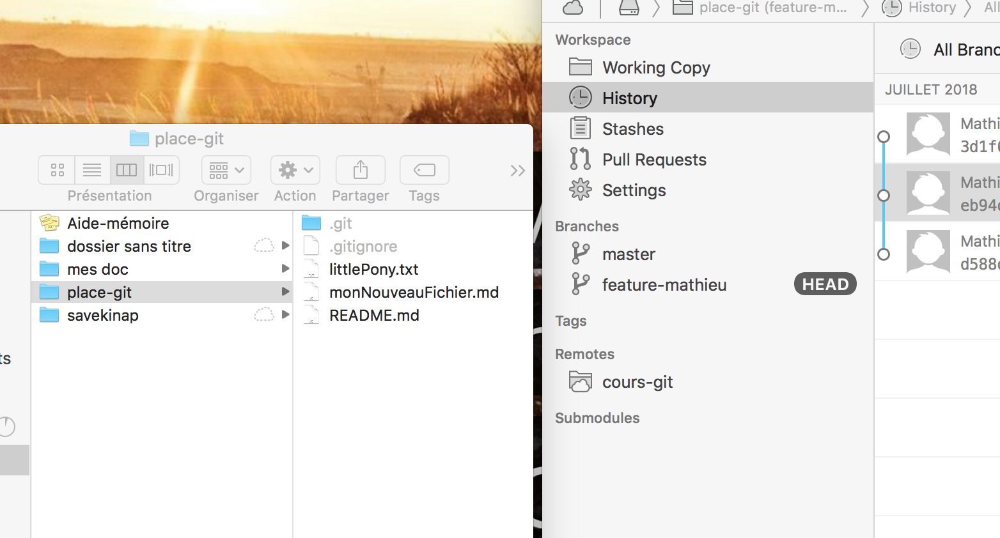 place-git
Présentation
Organiser
Action
Partager
Tags
Aide-mémoire
dossier sans titre
mes doc
place-git
savekinap
.git
.gitignore
littlePony.txt
monNouveauFichier.md
README.md
ts
place-git (feature-m...
History
All
Workspace
Working Copy
History
Stashes
Pull Requests
Settings
Branches
master
feature-mathieu
HEAD
Tags
Remotes
cours-git
Submodules
All Branc
JUILLET 2018
Mathi
3d1f
Mathi
eb94
Mathi
d588